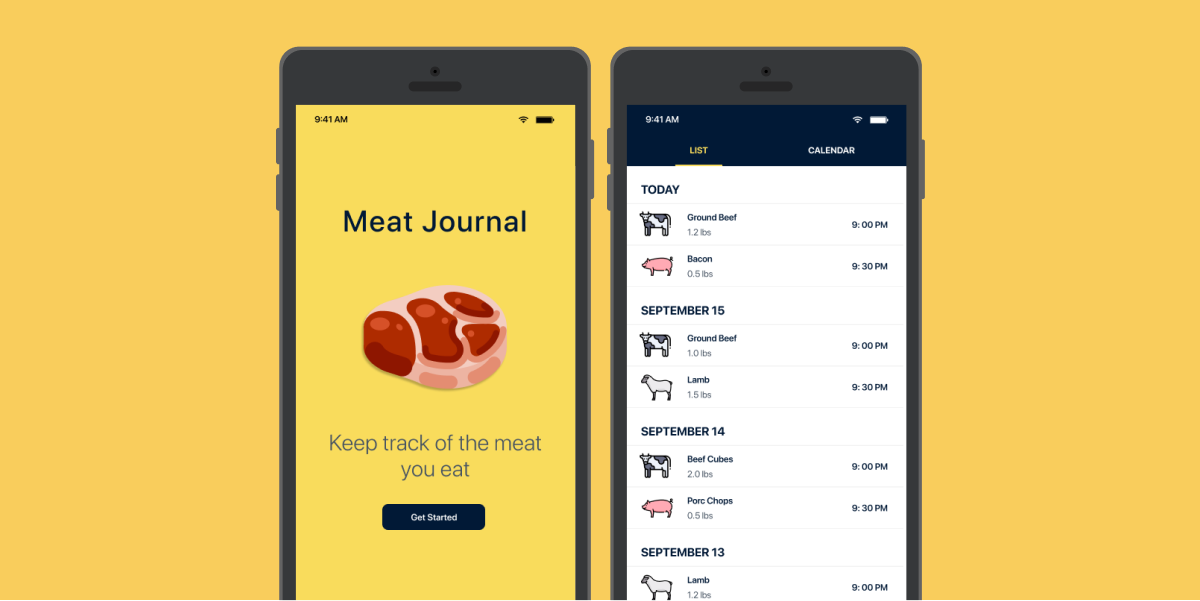 9:41 AM
Meat Journal
Keep track of the meat
you eat
Get Started
9:41 AM
LIST
CALENDAR
TODAY
Ground Beef
1.2 lbs
9: 00 PM
Bacon
0.5 lbs
9: 30 PM
SEPTEMBER 15
Ground Beef
1.0 lbs
9: 00 PM
Lamb
1.5 lbs
9: 30 PM
SEPTEMBER 14
Beef Cubes
2.0 lbs
9: 00 PM
Porc Chops
0.5 lbs
9: 30 PM
SEPTEMBER 13
Lamb
1.2 lbs
9: 00 PM